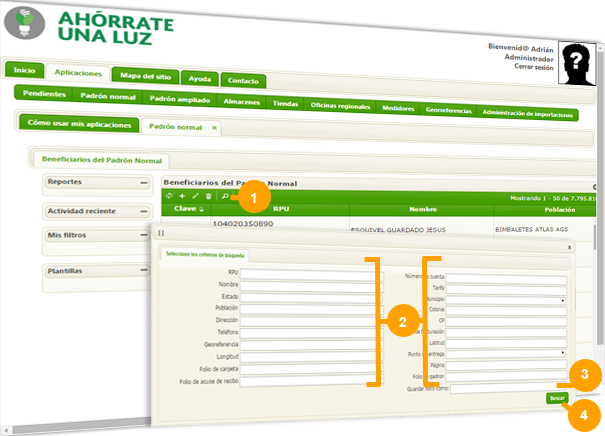 AHÓRRATE
UNA LUZ
Bienvenid@ Adrián
Administrador
Cerrar sesión
?
Inicio Aplicaciones Mapa del sitio Ayuda Contacto
Pendientes Padrón normal Padrón ampliado Almacenes Tiendas Oficinas regionales Medidores Georeferencias Administración de importaciones
Cómo usar mis aplicaciones Padrón normal ×
Beneficiarios del Padrón Normal
Reportes
Actividad reciente
Mis filtros
Plantillas
Beneficiarios del Padrón Normal
1
Mostrando 1 - 50 de 7.795.810
Clave RPU Nombre Población
104020350890 ESQUIVEL GUARDADO JESUS BIMBALETES ATLAS AGS
[] x
Seleccione los criterios de búsqueda
RPU
Nombre
Estado
Población
Dirección
Teléfono
Georeferencia
Longitud
Folio de carpeta
Folio de acuse de recibo
2
Número de cuenta
Tarifa
Municipio
Colonia
CP
Facturación
Latitud
Punto de entrega
Página
Folio de padron
Guardar filtro como:
3
Buscar
4